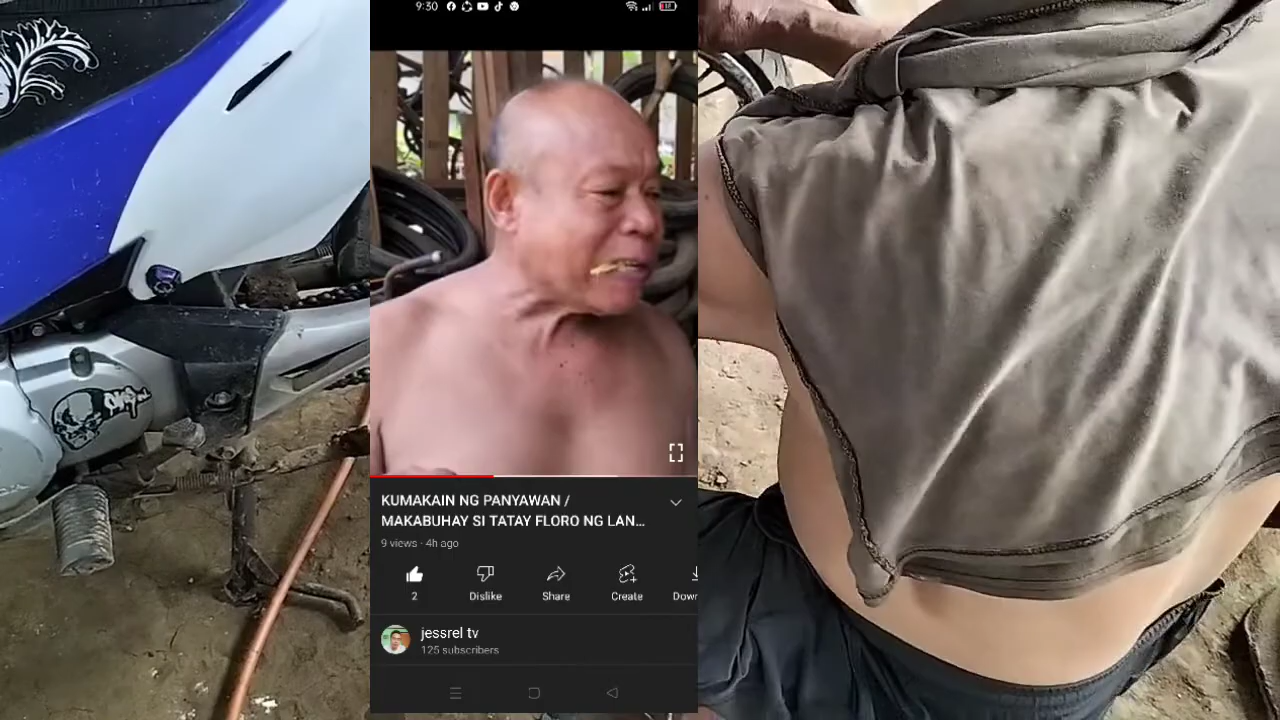 9:30
KUMAKAIN NG PANYAWAN /
MAKABUHAY SI TATAY FLORO NG LAN...
9 views · 4h ago
2
Dislike
Share
Create
Down
jessrel tv
125 subscribers